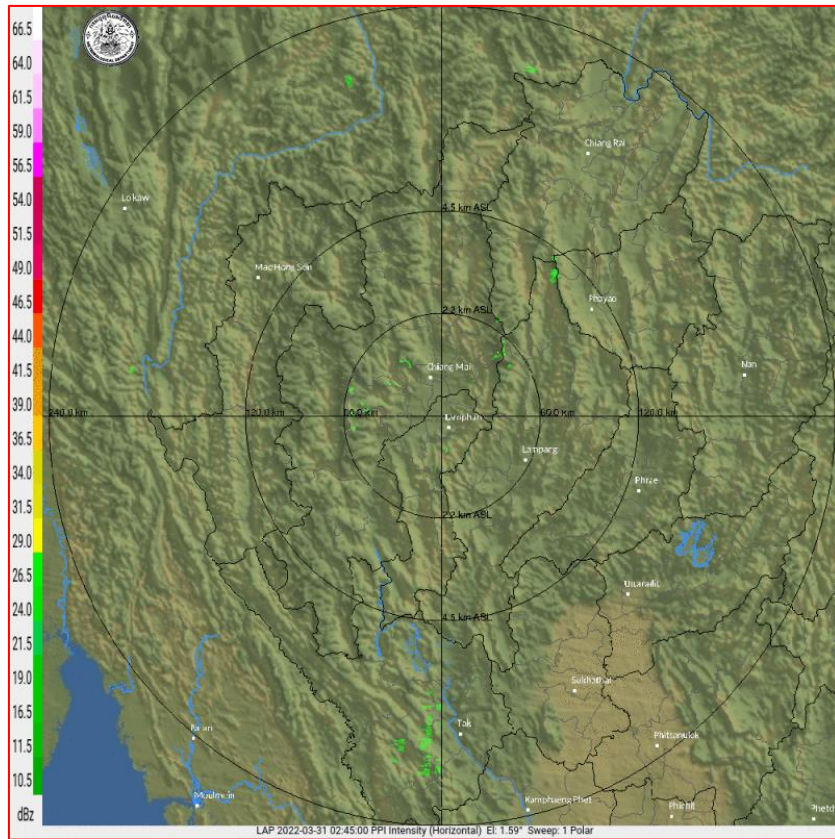 66.5
64.0
61.5
59.0
56.5
54.0
51.5
49.0
46.5
44.0
41.5
39.0
36.5
34.0
31.5
29.0
26.5
24.0
21.5
19.0
16.5
11.5
10.5
dBz
Chiang Rai
Loikaw
4.5 km ASL
Mae Hong Son
Phayao
2.2 km ASL
Chiang Mai
Nan
240.0 km
120.0 km
60.0 km
60.0 km
120.0 km
Lamphun
Lampang
Phrae
2.2 km ASL
Uttaradit
4.5 km ASL
Sukhothai
Tak
Pa'an
Phitsanulok
Moulmein
Kamphaeng Phet
Phichit
Phetch
LAP 2022-03-31 02:45:00 PPI Intensity (Horizontal) El: 1.59° Sweep: 1 Polar